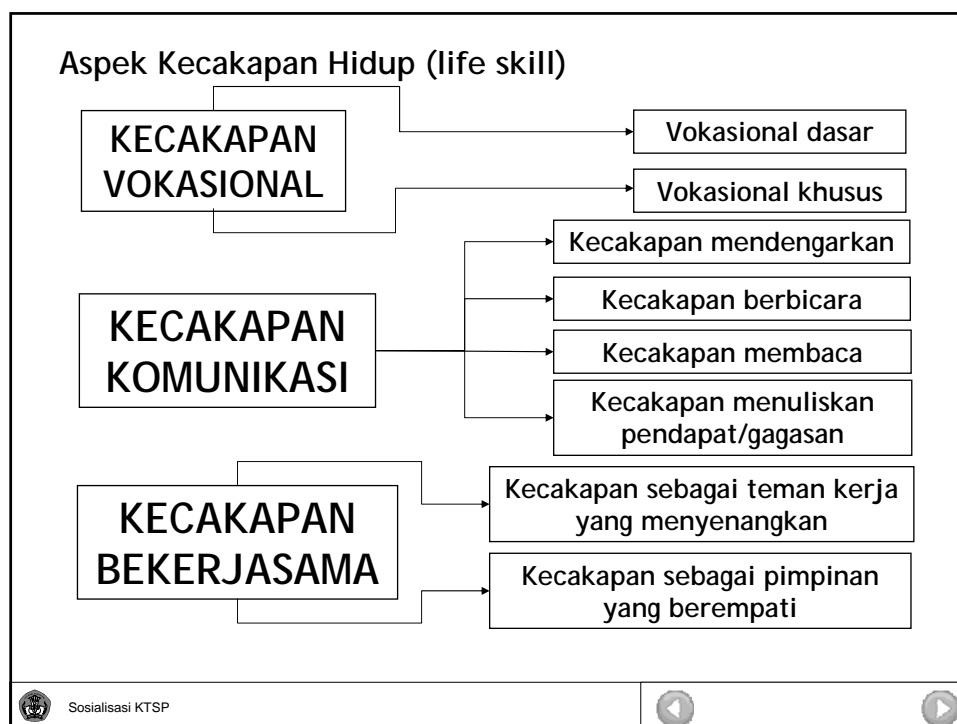 Aspek Kecakapan Hidup (life skill)
KECAKAPAN
VOKASIONAL
Vokasional dasar
Vokasional khusus
KECAKAPAN
KOMUNIKASI
Kecakapan mendengarkan
Kecakapan berbicara
Kecakapan membaca
Kecakapan menuliskan
pendapat/gagasan
KECAKAPAN
BEKERJASAMA
Kecakapan sebagai teman kerja
yang menyenangkan
Kecakapan sebagai pimpinan
yang berempati
Sosialisasi KTSP